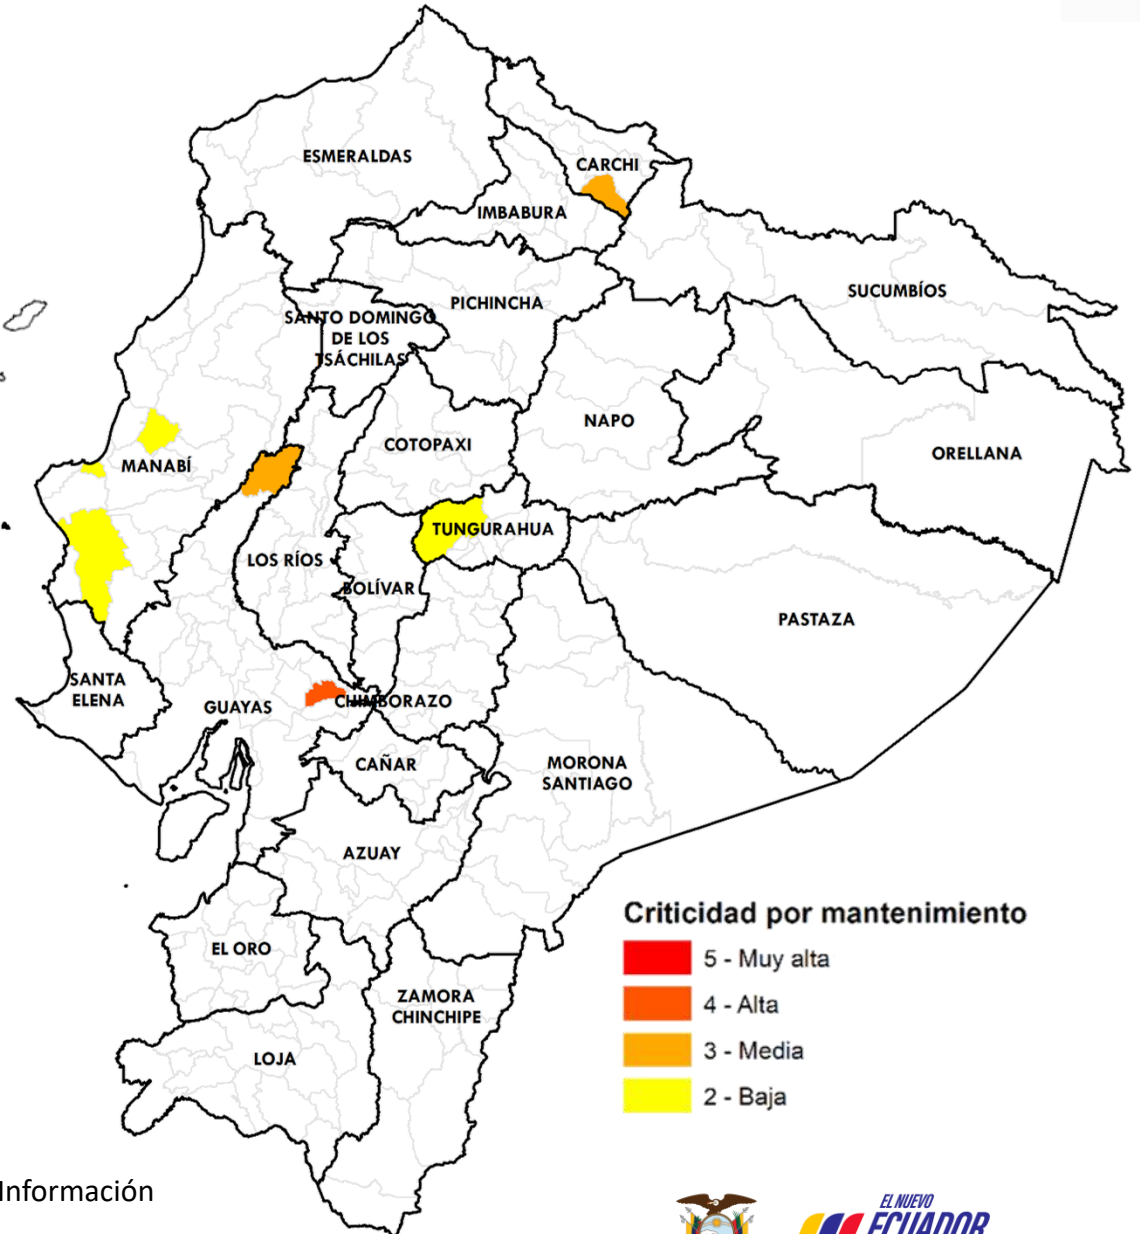 ESMERALDAS
CARCHI
IMBABURA
SUCUMBÍOS
PICHINCHA
SANTO DOMINGO
DE LOS
TSÁCHILAS
NAPO
COTOPAXI
ORELLANA
MANABÍ
TUNGURAHUA
LOS RÍOS
BOLÍVAR
PASTAZA
SANTA
ELENA
GUAYAS
CHIMBORAZO
CAÑAR
MORONA
SANTIAGO
AZUAY
EL ORO
ZAMORA
CHINCHIPE
LOJA
Criticidad por mantenimiento
5 - Muy alta
4 - Alta
3 - Media
2 - Baja
Información
EL NUEVO
ECUADOR